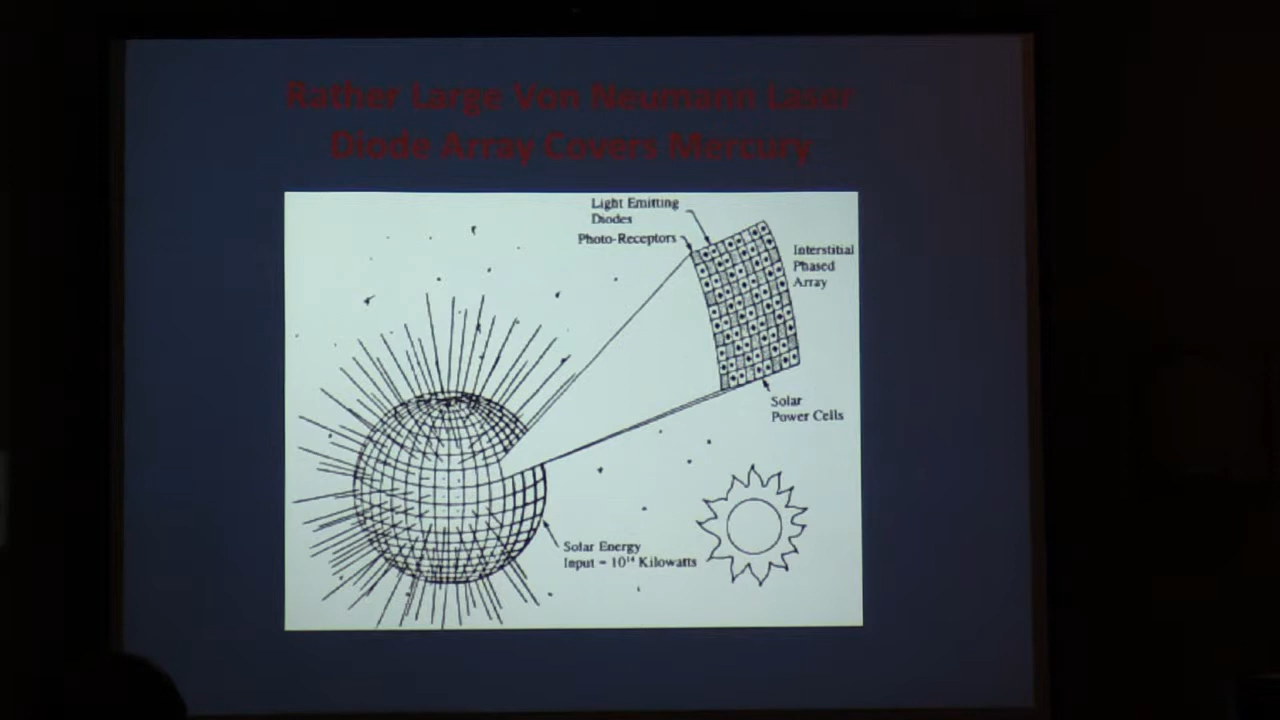 Rather Large Von Neumann Laser
Diode Array Covers Mercury
Light Emitting
Diodes
Photo-Receptors
Interstitial
Phased
Array
Solar
Power Cells
Solar Energy
Input = 10¹⁴ Kilowatts